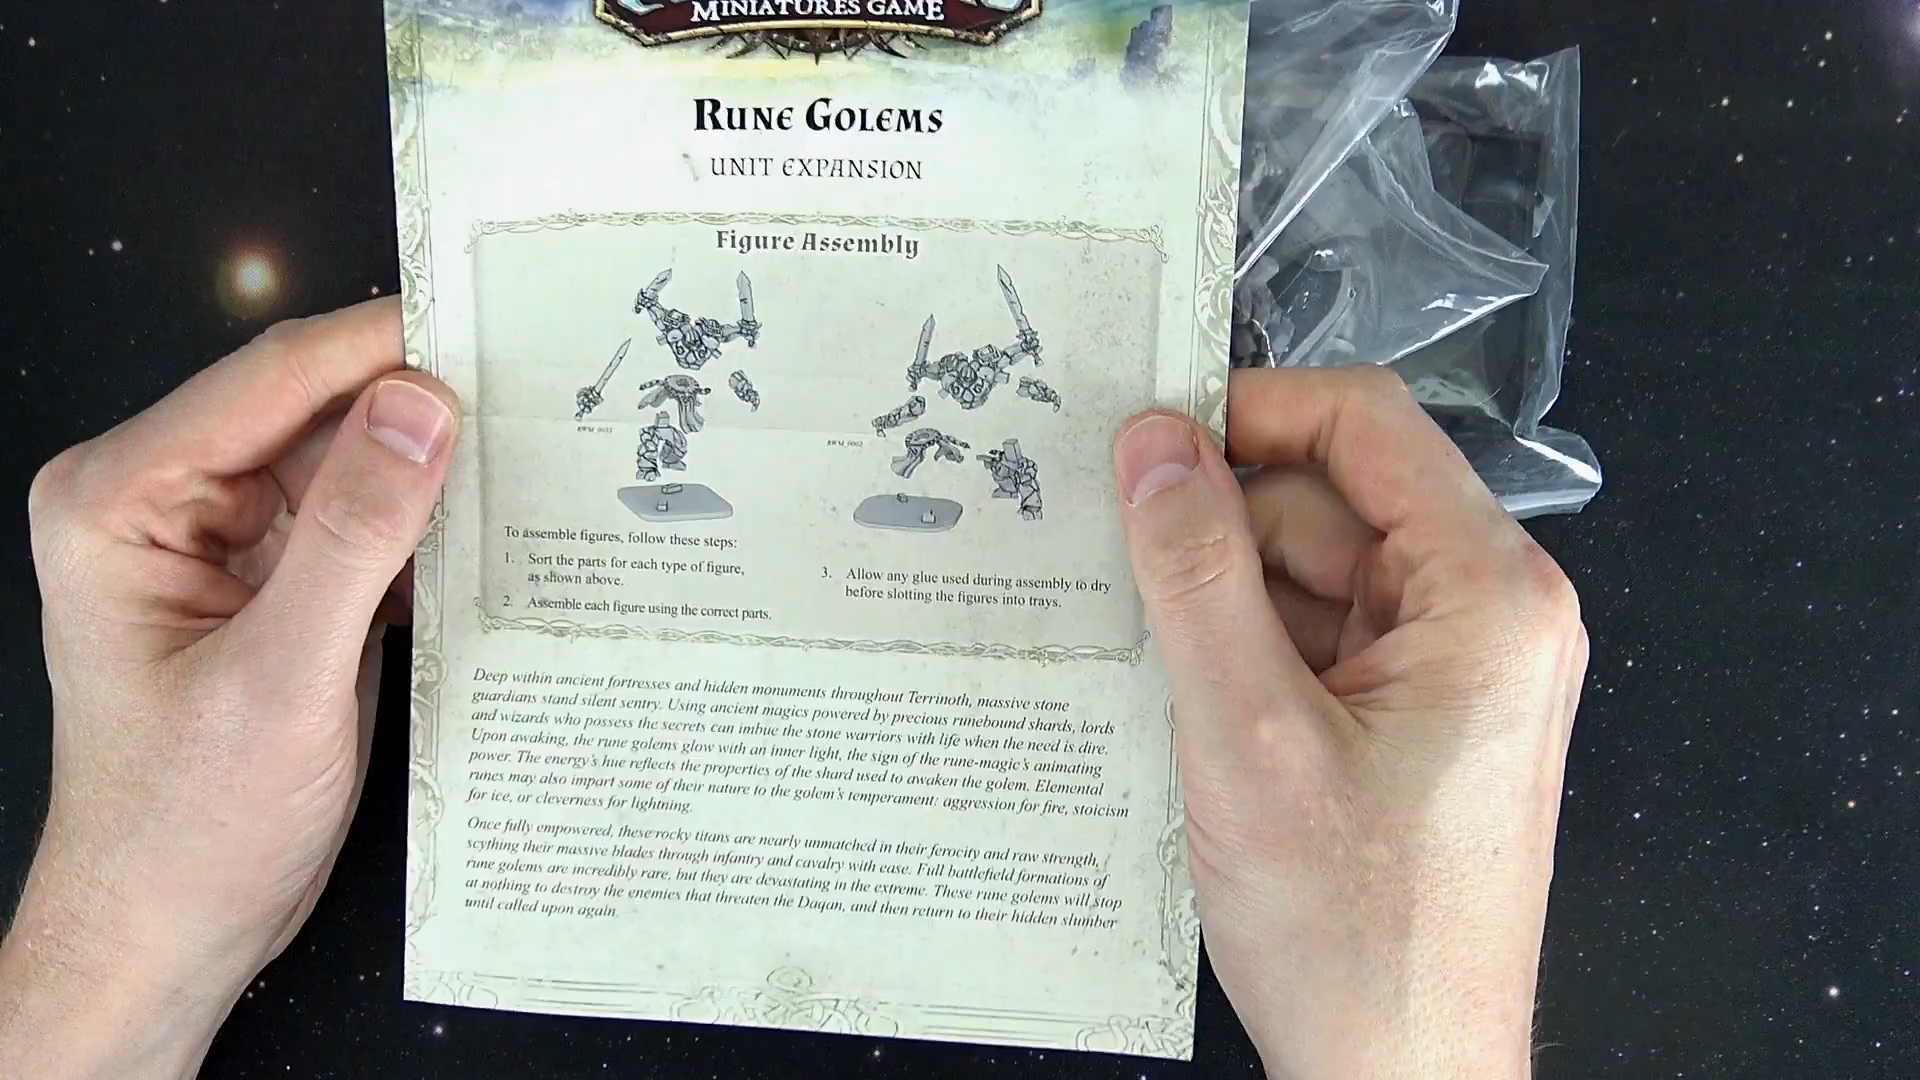 MINIATURES GAME
RUNE GOLEMS
UNIT EXPANSION
Figure Assembly
To assemble figures, follow these steps:
1. Sort the parts for each type of figure,
as shown above.
2. Assemble each figure using the correct parts.
3. Allow any glue used during assembly to dry
before slotting the figures into trays.
Deep within ancient fortresses and hidden monuments throughout Terrinoth, massive stone
guardians stand silent sentry. Using ancient magics powered by precious runebound shards, lords
and wizards who possess the secrets can imbue the stone warriors with life when the need is dire.
Upon awaking, the rune golems glow with an inner light, the sign of the rune-magic's animating
power. The energy's hue reflects the properties of the shard used to awaken the golem. Elemental
runes may also impart some of their nature to the golem's temperament: aggression for fire, stoicism
for ice, or cleverness for lightning.
Once fully empowered, these rocky titans are nearly unmatched in their ferocity and raw strength,
scything their massive blades through infantry and cavalry with ease. Full battlefield formations of
rune golems are incredibly rare, but they are devastating in the extreme. These rune golems will stop
at nothing to destroy the enemies that threaten the Daqan, and then return to their hidden slumber
until called upon again.